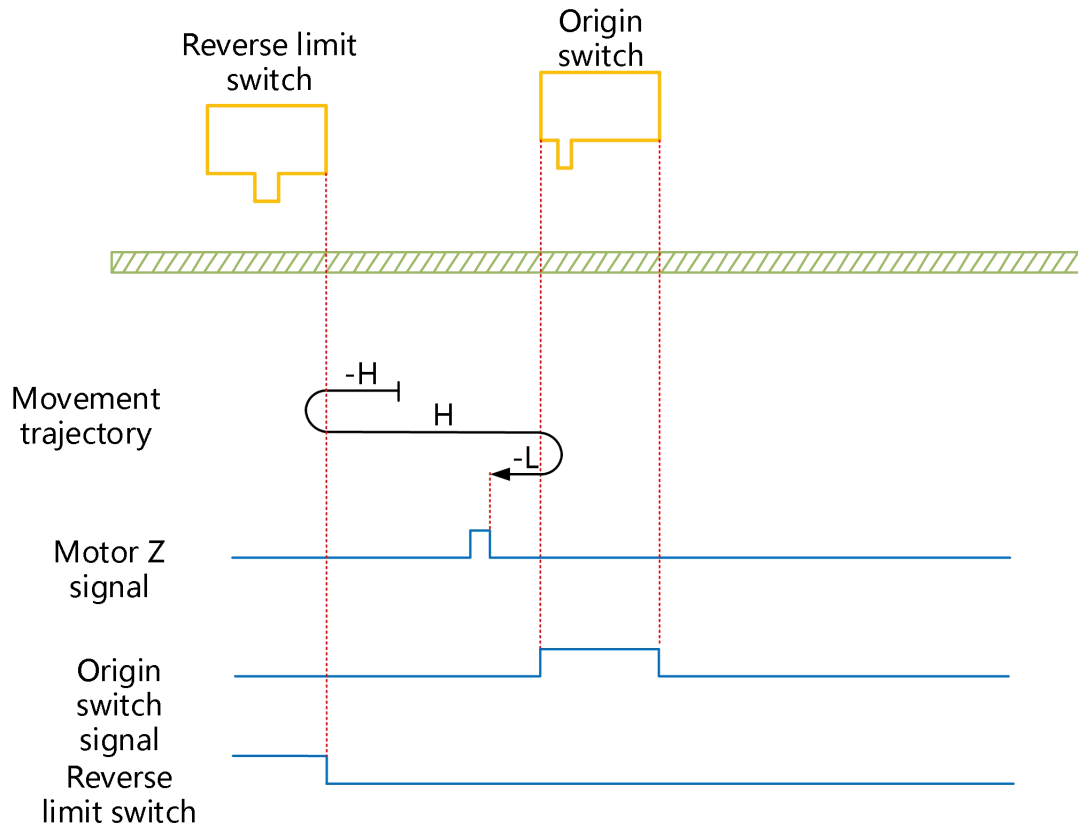 Reverse limit
switch
Origin
switch
Movement
trajectory
-H
H
-L
Motor Z
signal
Origin
switch
signal
Reverse
limit switch